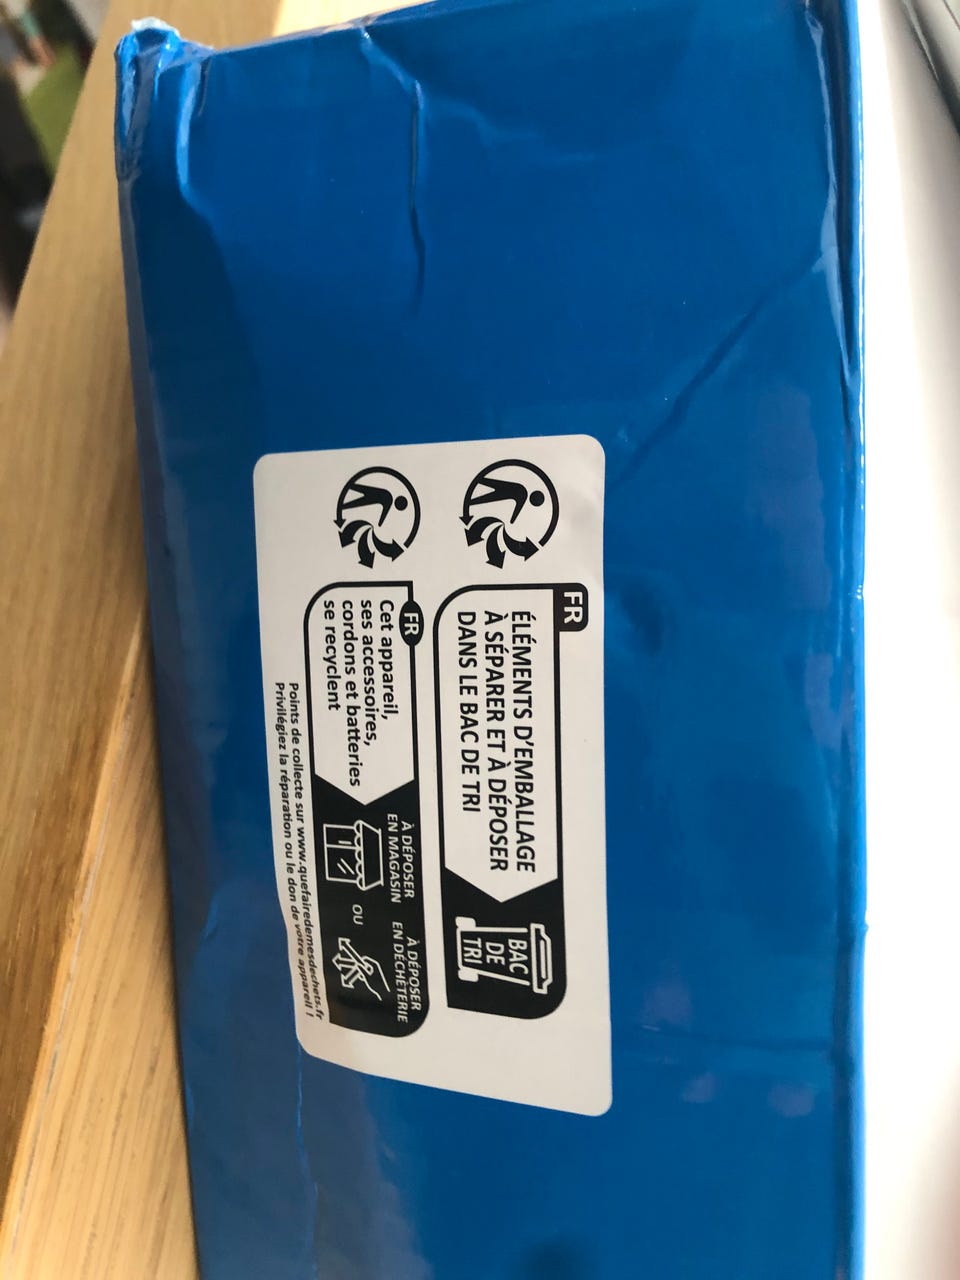 FR
ÉLÉMENTS D'EMBALLAGE
À SÉPARER ET À DÉPOSER
DANS LE BAC DE TRI
BAC
DE
TRI
FR
Cet appareil,
ses accessoires,
cordons et batteries
se recyclent
À DÉPOSER
EN MAGASIN
OU
À DÉPOSER
EN DÉCHÈTERIE
Points de collecte sur www.quefairedemesdechets.fr
Privilégiez la réparation ou le don de votre appareil !